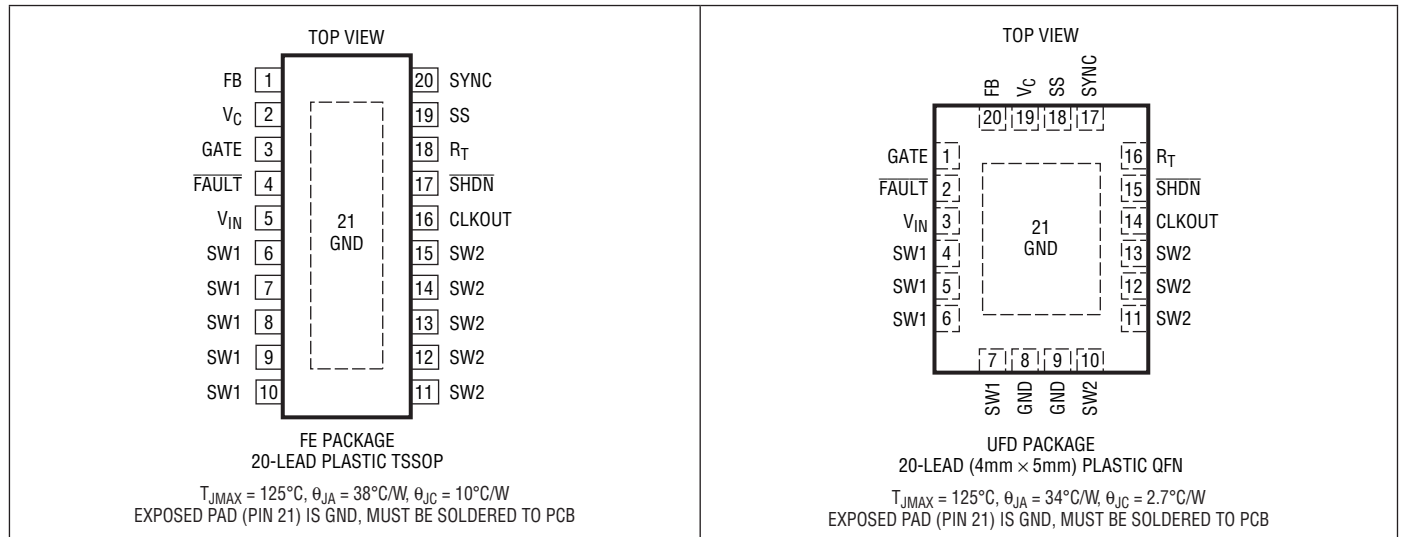 TOP VIEW
FB 1 20 SYNC
VC 2 19 SS
GATE 3 18 RT
FAULT 4 17 SHDN
VIN 5 16 CLKOUT
SW1 6 15 SW2
SW1 7 14 SW2
SW1 8 13 SW2
SW1 9 12 SW2
SW1 10 11 SW2
21
GND
FE PACKAGE
20-LEAD PLASTIC TSSOP
TJMAX = 125°C, θJA = 38°C/W, θJC = 10°C/W
EXPOSED PAD (PIN 21) IS GND, MUST BE SOLDERED TO PCB
TOP VIEW
FB VC SS SYNC
20 19 18 17
GATE 1 16 RT
FAULT 2 15 SHDN
VIN 3 14 CLKOUT
SW1 4 13 SW2
SW1 5 12 SW2
SW1 6 11 SW2
21
GND
7 8 9 10
SW1 GND GND SW2
UFD PACKAGE
20-LEAD (4mm × 5mm) PLASTIC QFN
TJMAX = 125°C, θJA = 34°C/W, θJC = 2.7°C/W
EXPOSED PAD (PIN 21) IS GND, MUST BE SOLDERED TO PCB